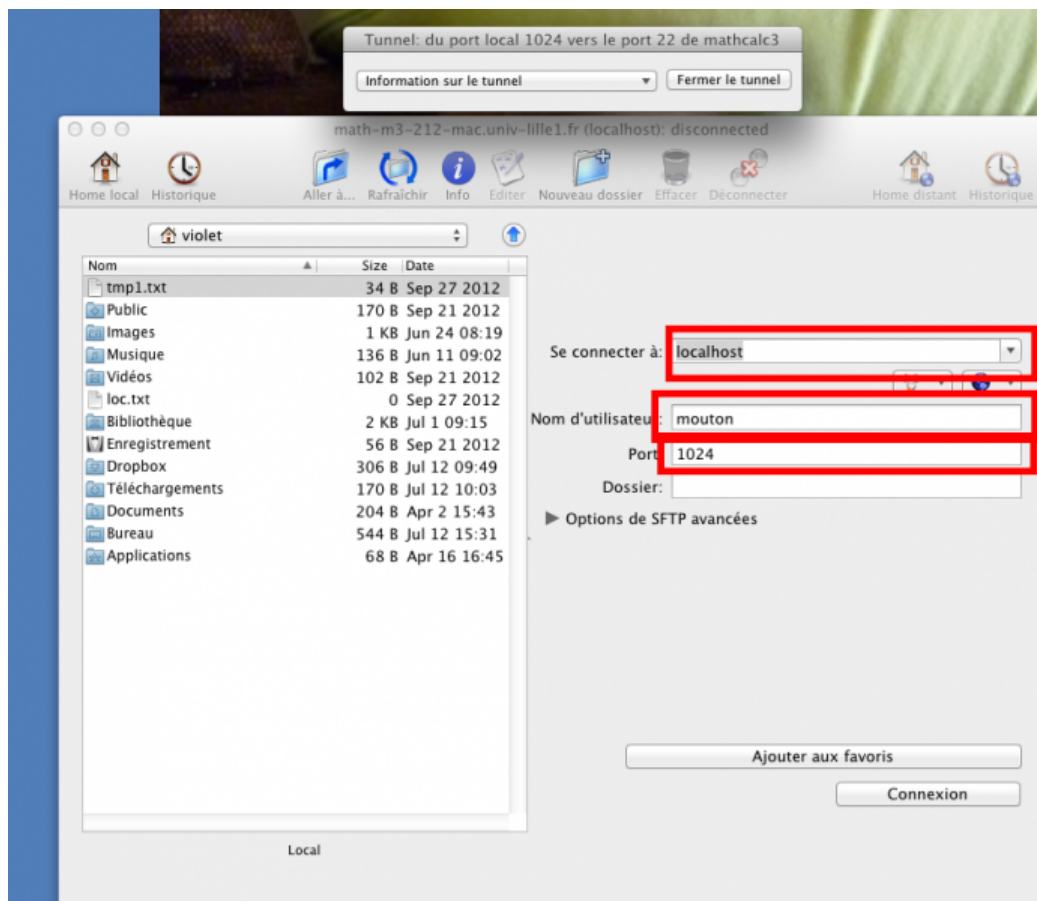 Tunnel: du port local 1024 vers le port 22 de mathcalc3
Information sur le tunnel Fermer le tunnel
math-m3-212-mac.univ-lille1.fr (localhost): disconnected
Home local Historique Aller à... Rafraîchir Info Editer Nouveau dossier Effacer Déconnecter Home distant Historique
violet
Nom Size Date
tmp1.txt 34 B Sep 27 2012
Public 170 B Sep 21 2012
Images 1 KB Jun 24 08:19
Musique 136 B Jun 11 09:02
Vidéos 102 B Sep 21 2012
loc.txt 0 Sep 27 2012
Bibliothèque 2 KB Jul 1 09:15
Enregistrement 56 B Sep 21 2012
Dropbox 306 B Jul 12 09:49
Téléchargements 170 B Jul 12 10:03
Documents 204 B Apr 2 15:43
Bureau 544 B Jul 12 15:31
Applications 68 B Apr 16 16:45
Local
Se connecter à: localhost
Nom d'utilisateur: mouton
Port 1024
Dossier:
Options de SFTP avancées
Ajouter aux favoris
Connexion